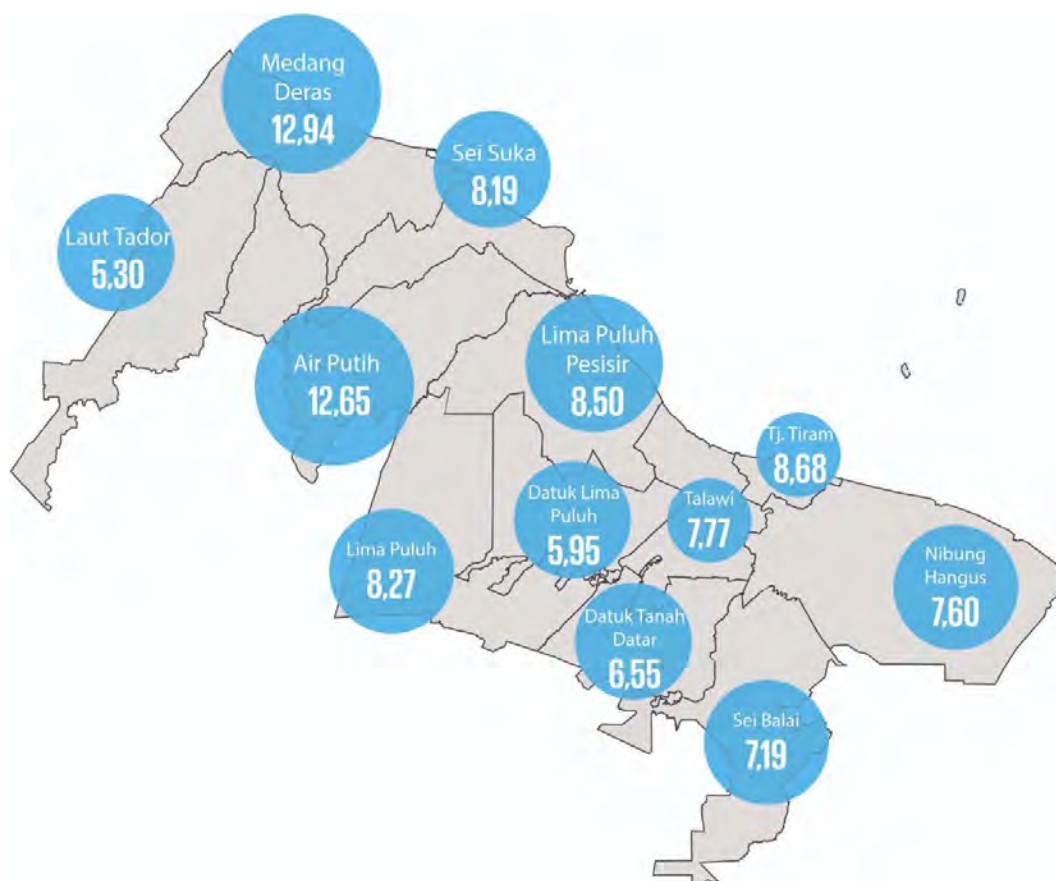 Medang
Deras
12,94
Sei Suka
8,19
Laut Tador
5,30
Lima Puluh
Pesisir
8,50
Air Putih
12,65
Tj. Tiram
8,68
Datuk Lima
Puluh
5,95
Talawi
7,77
Lima Puluh
8,27
Nibung
Hangus
7,60
Datuk Tanah
Datar
6,55
Sei Balai
7,19